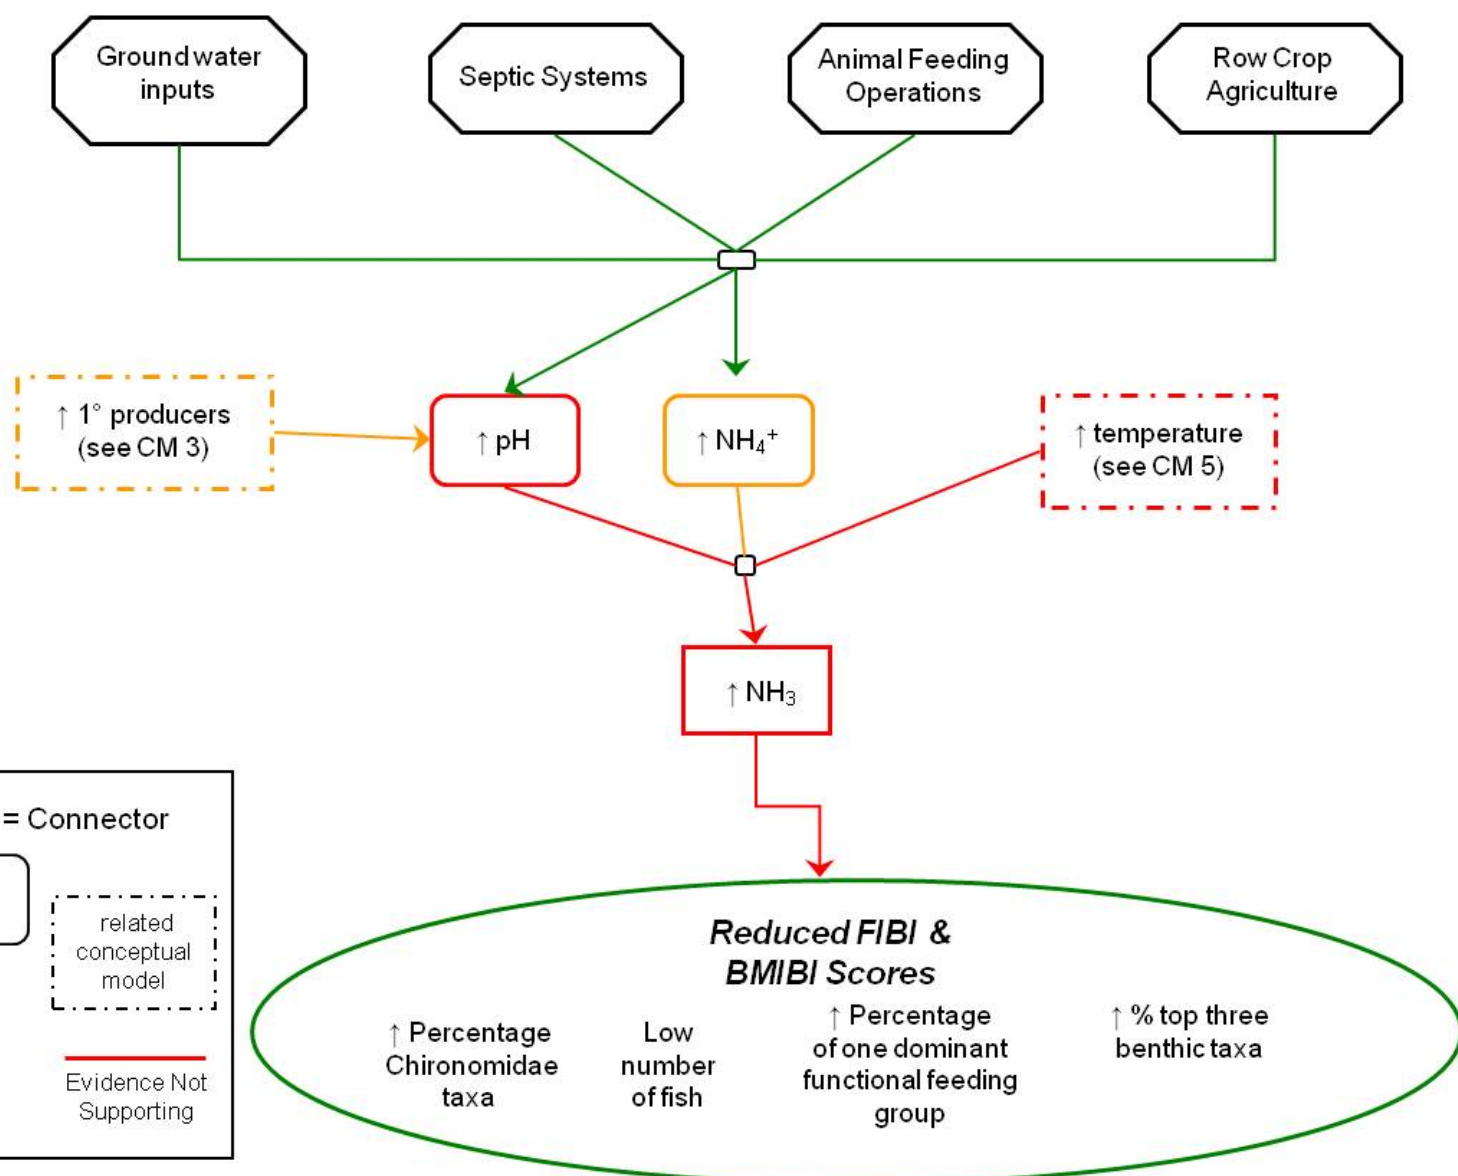 Ground water
inputs
Septic Systems
Animal Feeding
Operations
Row Crop
Agriculture
↑ 1° producers
(see CM 3)
↑ pH
↑ NH₄⁺
↑ temperature
(see CM 5)
↑ NH₃
= Connector
related
conceptual
model
Evidence Not
Supporting
Reduced FIBI &
BMIBI Scores
↑ Percentage
Chironomidae
taxa
Low
number
of fish
↑ Percentage
of one dominant
functional feeding
group
↑ % top three
benthic taxa